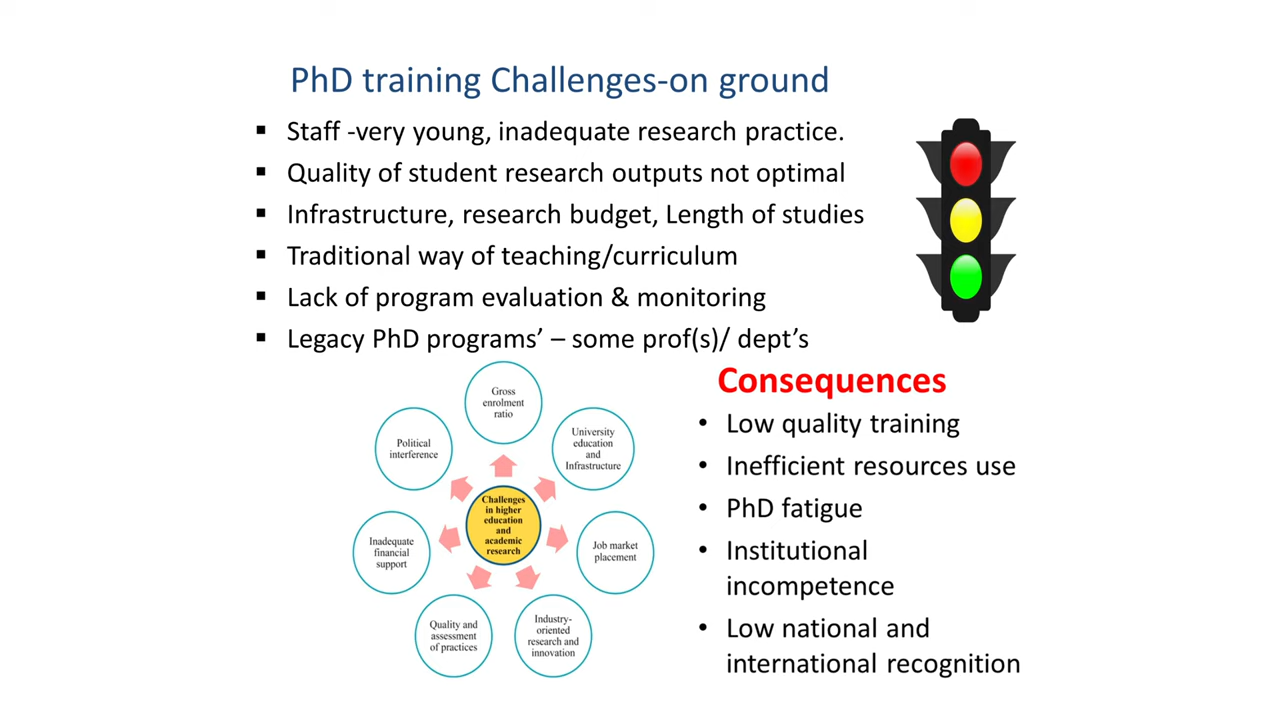 PhD training Challenges-on ground
▪ Staff -very young, inadequate research practice.
▪ Quality of student research outputs not optimal
▪ Infrastructure, research budget, Length of studies
▪ Traditional way of teaching/curriculum
▪ Lack of program evaluation & monitoring
▪ Legacy PhD programs’ – some prof(s)/ dept’s
Gross
enrolment
ratio
University
education
and
Infrastructure
Job market
placement
Industry-
oriented
research and
innovation
Quality and
assessment
of practices
Inadequate
financial
support
Political
interference
Challenges
in higher
education
and
academic
research
Consequences
• Low quality training
• Inefficient resources use
• PhD fatigue
• Institutional
incompetence
• Low national and
international recognition